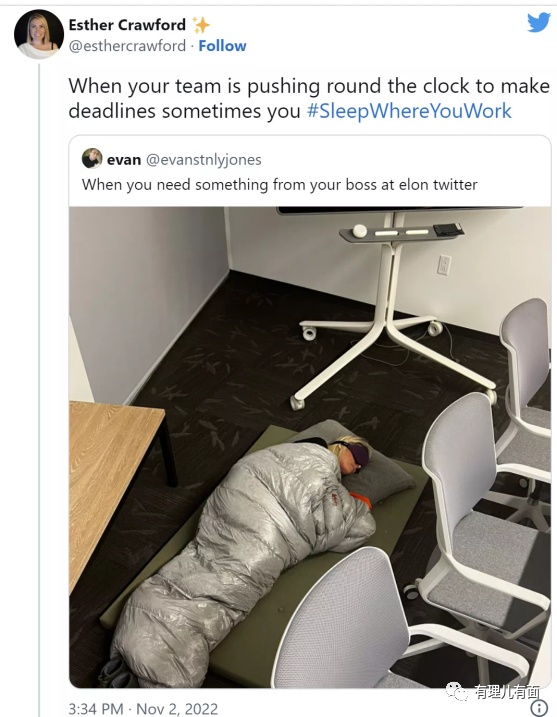 Esther Crawford ✨
@esthercrawford · Follow
When your team is pushing round the clock to make
deadlines sometimes you #SleepWhereYouWork
evan @evanstnlyjones
When you need something from your boss at elon twitter
有理儿有面
3:34 PM · Nov 2, 2022